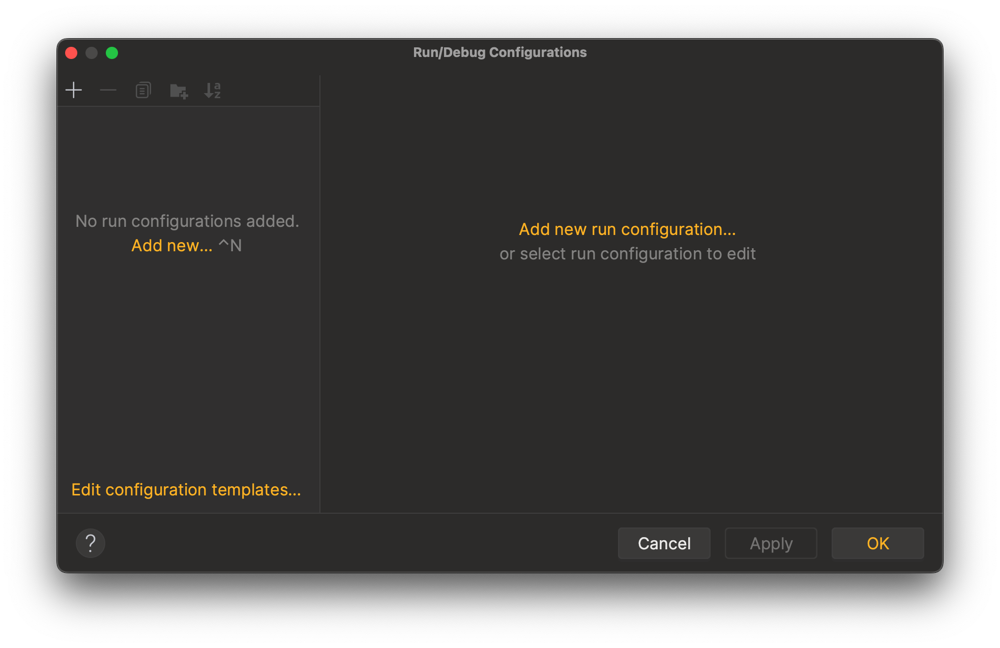 Run/Debug Configurations
a
z
No run configurations added.
Add new... ^N
Add new run configuration...
or select run configuration to edit
Edit configuration templates...
?
Cancel
Apply
OK